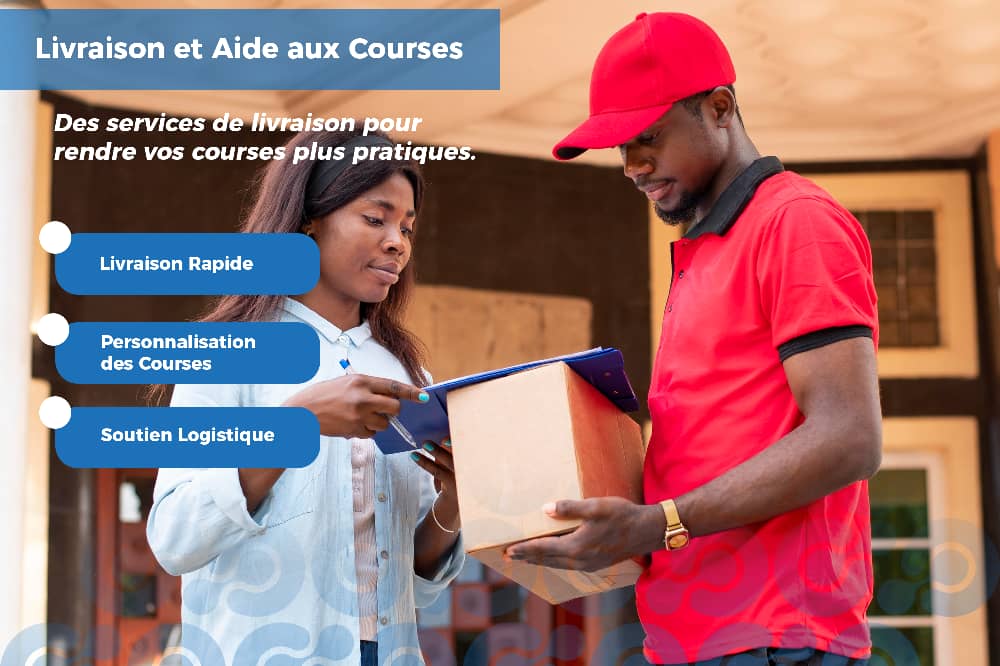 Livraison et Aide aux Courses
Des services de livraison pour
rendre vos courses plus pratiques.
Livraison Rapide
Personnalisation
des Courses
Soutien Logistique